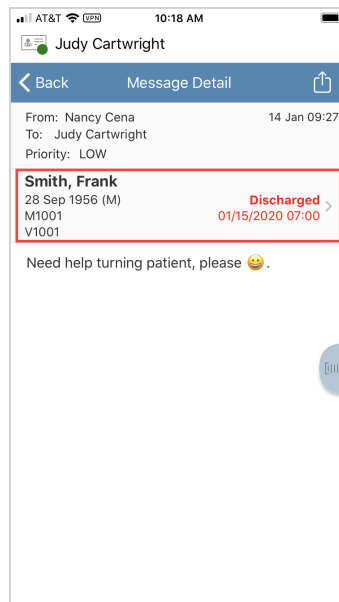 AT&T VPN 10:18 AM
Judy Cartwright
Back Message Detail
From: Nancy Cena 14 Jan 09:27
To: Judy Cartwright
Priority: LOW
Smith, Frank
28 Sep 1956 (M) Discharged
M1001 01/15/2020 07:00
V1001
Need help turning patient, please 😀.